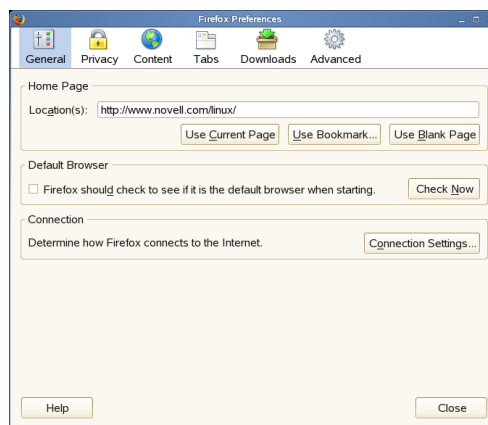 Firefox Preferences
General Privacy Content Tabs Downloads Advanced
Home Page
Location(s): http://www.novell.com/linux/
Use Current Page Use Bookmark... Use Blank Page
Default Browser
Firefox should check to see if it is the default browser when starting. Check Now
Connection
Determine how Firefox connects to the Internet. Connection Settings...
Help Close